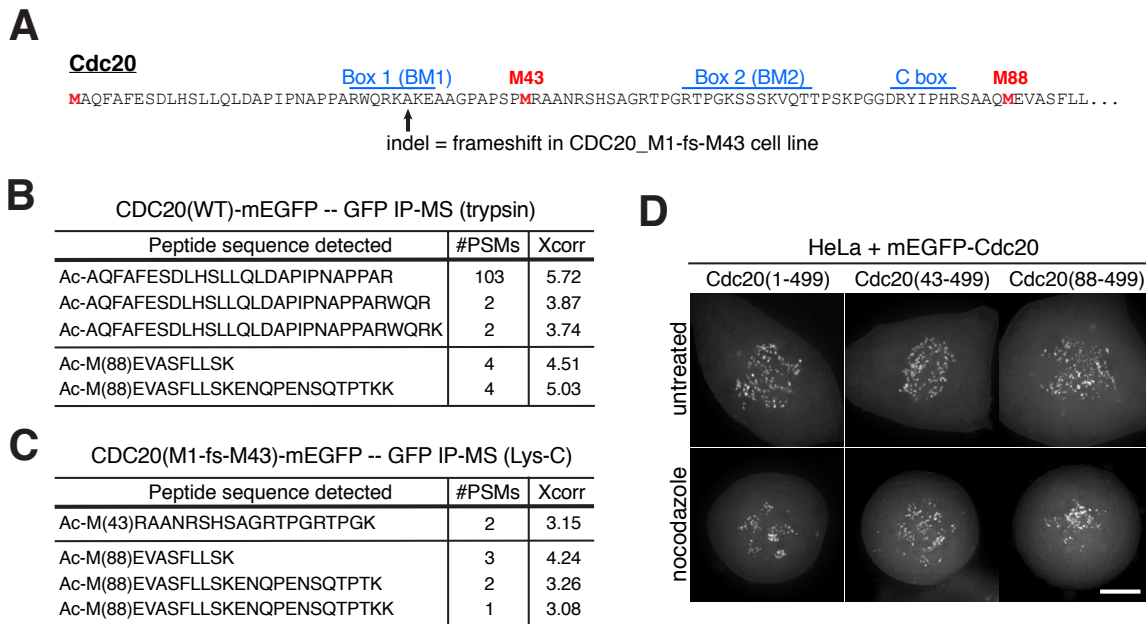 A
Cdc20
Box 1 (BM1) M43 Box 2 (BM2) C box M88
MAQFAFESDLHSLLQLDAPIPNAPPARWQRKAKEAAGPAPSPMRAANRSHSAGRTPGRTPGKSSSKVQTTPSKPGGDRYIPHRSAAQMEVASFLL...
indel = frameshift in CDC20_M1-fs-M43 cell line
B
CDC20(WT)-mEGFP -- GFP IP-MS (trypsin)
Peptide sequence detected #PSMs Xcorr
Ac-AQFAFESDLHSLLQLDAPIPNAPPAR 103 5.72
Ac-AQFAFESDLHSLLQLDAPIPNAPPARWQR 2 3.87
Ac-AQFAFESDLHSLLQLDAPIPNAPPARWQRK 2 3.74
Ac-M(88)EVASFLLSK 4 4.51
Ac-M(88)EVASFLLSKENQPENSQTPTKK 4 5.03
C
CDC20(M1-fs-M43)-mEGFP -- GFP IP-MS (Lys-C)
Peptide sequence detected #PSMs Xcorr
Ac-M(43)RAANRSHSAGRTPGRTPGK 2 3.15
Ac-M(88)EVASFLLSK 3 4.24
Ac-M(88)EVASFLLSKENQPENSQTPTK 2 3.26
Ac-M(88)EVASFLLSKENQPENSQTPTKK 1 3.08
D
HeLa + mEGFP-Cdc20
Cdc20(1-499) Cdc20(43-499) Cdc20(88-499)
untreated
nocodazole